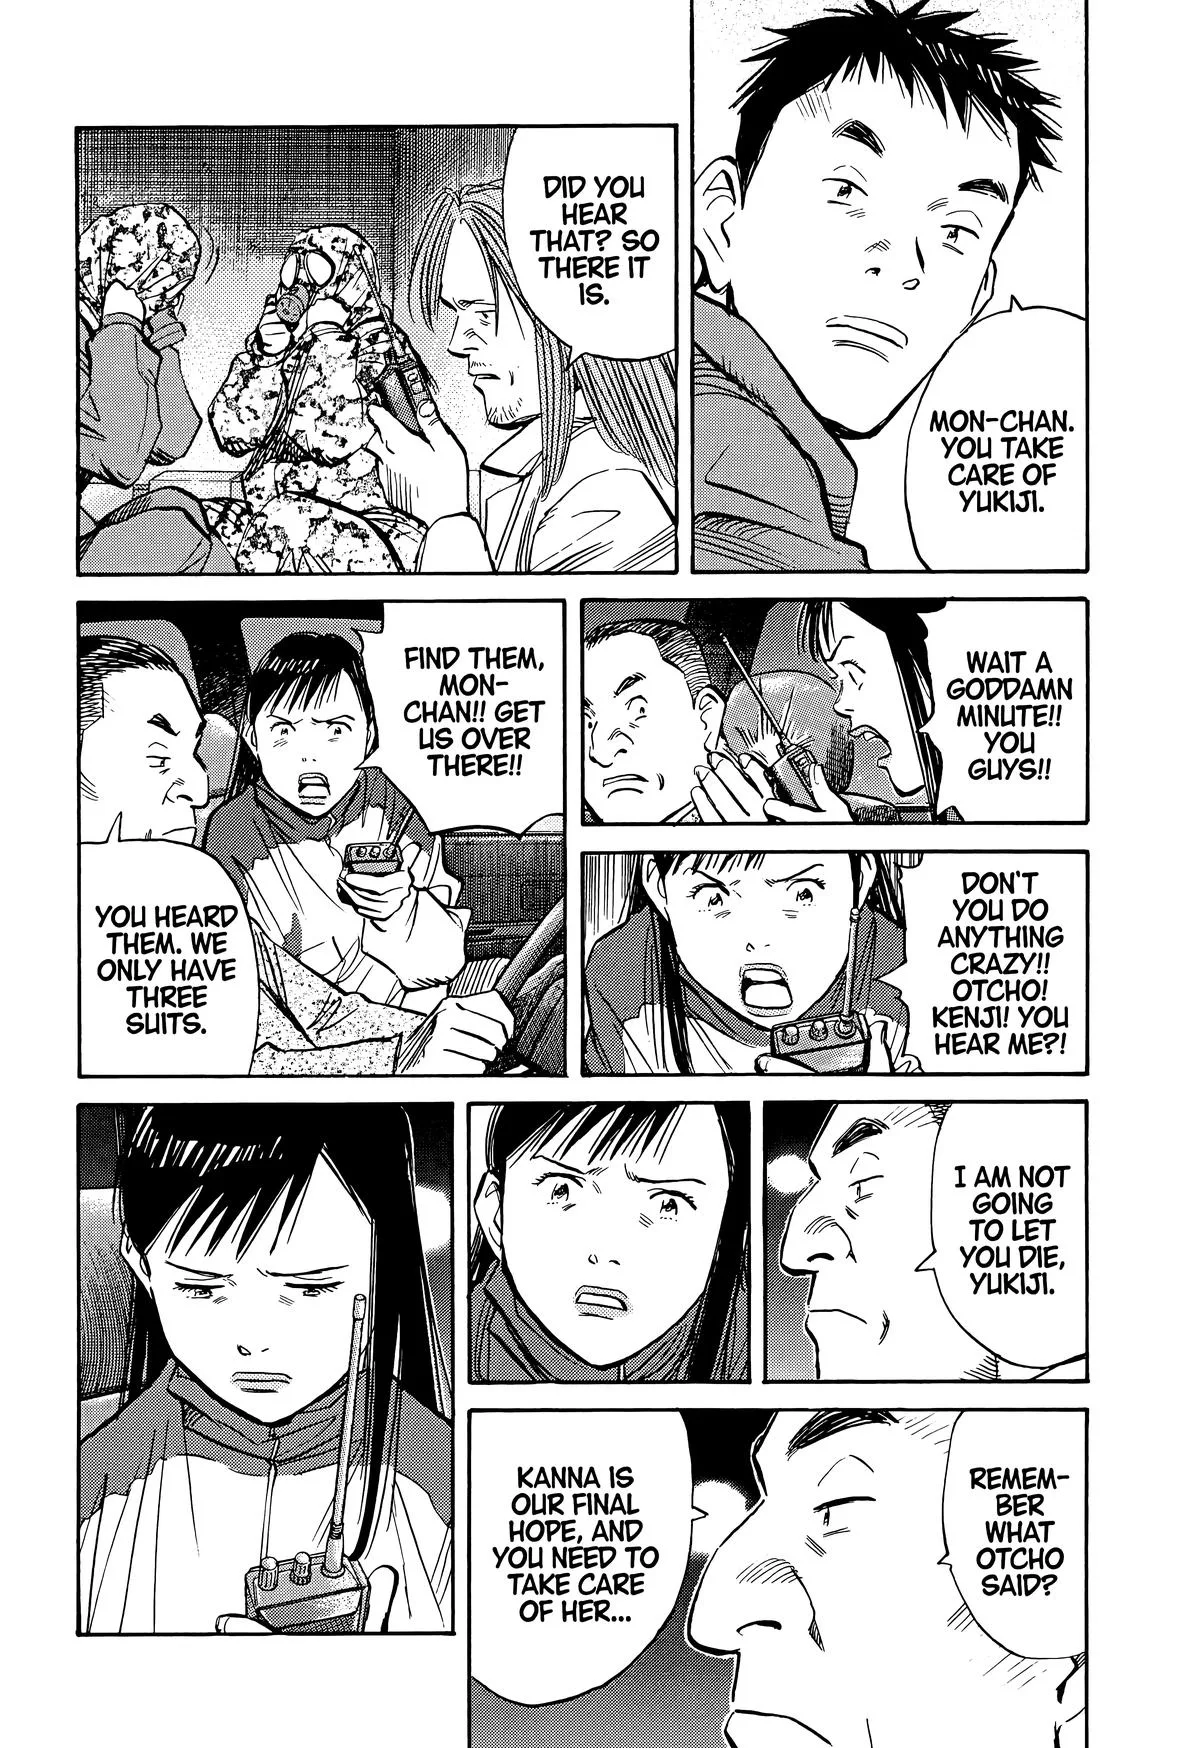 MON-CHAN.
YOU TAKE
CARE OF
YUKIJI.
DID YOU
HEAR
THAT? SO
THERE IT
IS.
WAIT A
GODDAMN
MINUTE!!
YOU
GUYS!!
DON'T
YOU DO
ANYTHING
CRAZY!!
OTCHO!
KENJI! YOU
HEAR ME?!
FIND THEM,
MON-
CHAN!! GET
US OVER
THERE!!
YOU HEARD
THEM. WE
ONLY HAVE
THREE
SUITS.
I AM NOT
GOING
TO LET
YOU DIE,
YUKIJI.
REMEM-
BER
WHAT
OTCHO
SAID?
KANNA IS
OUR FINAL
HOPE, AND
YOU NEED TO
TAKE CARE
OF HER...